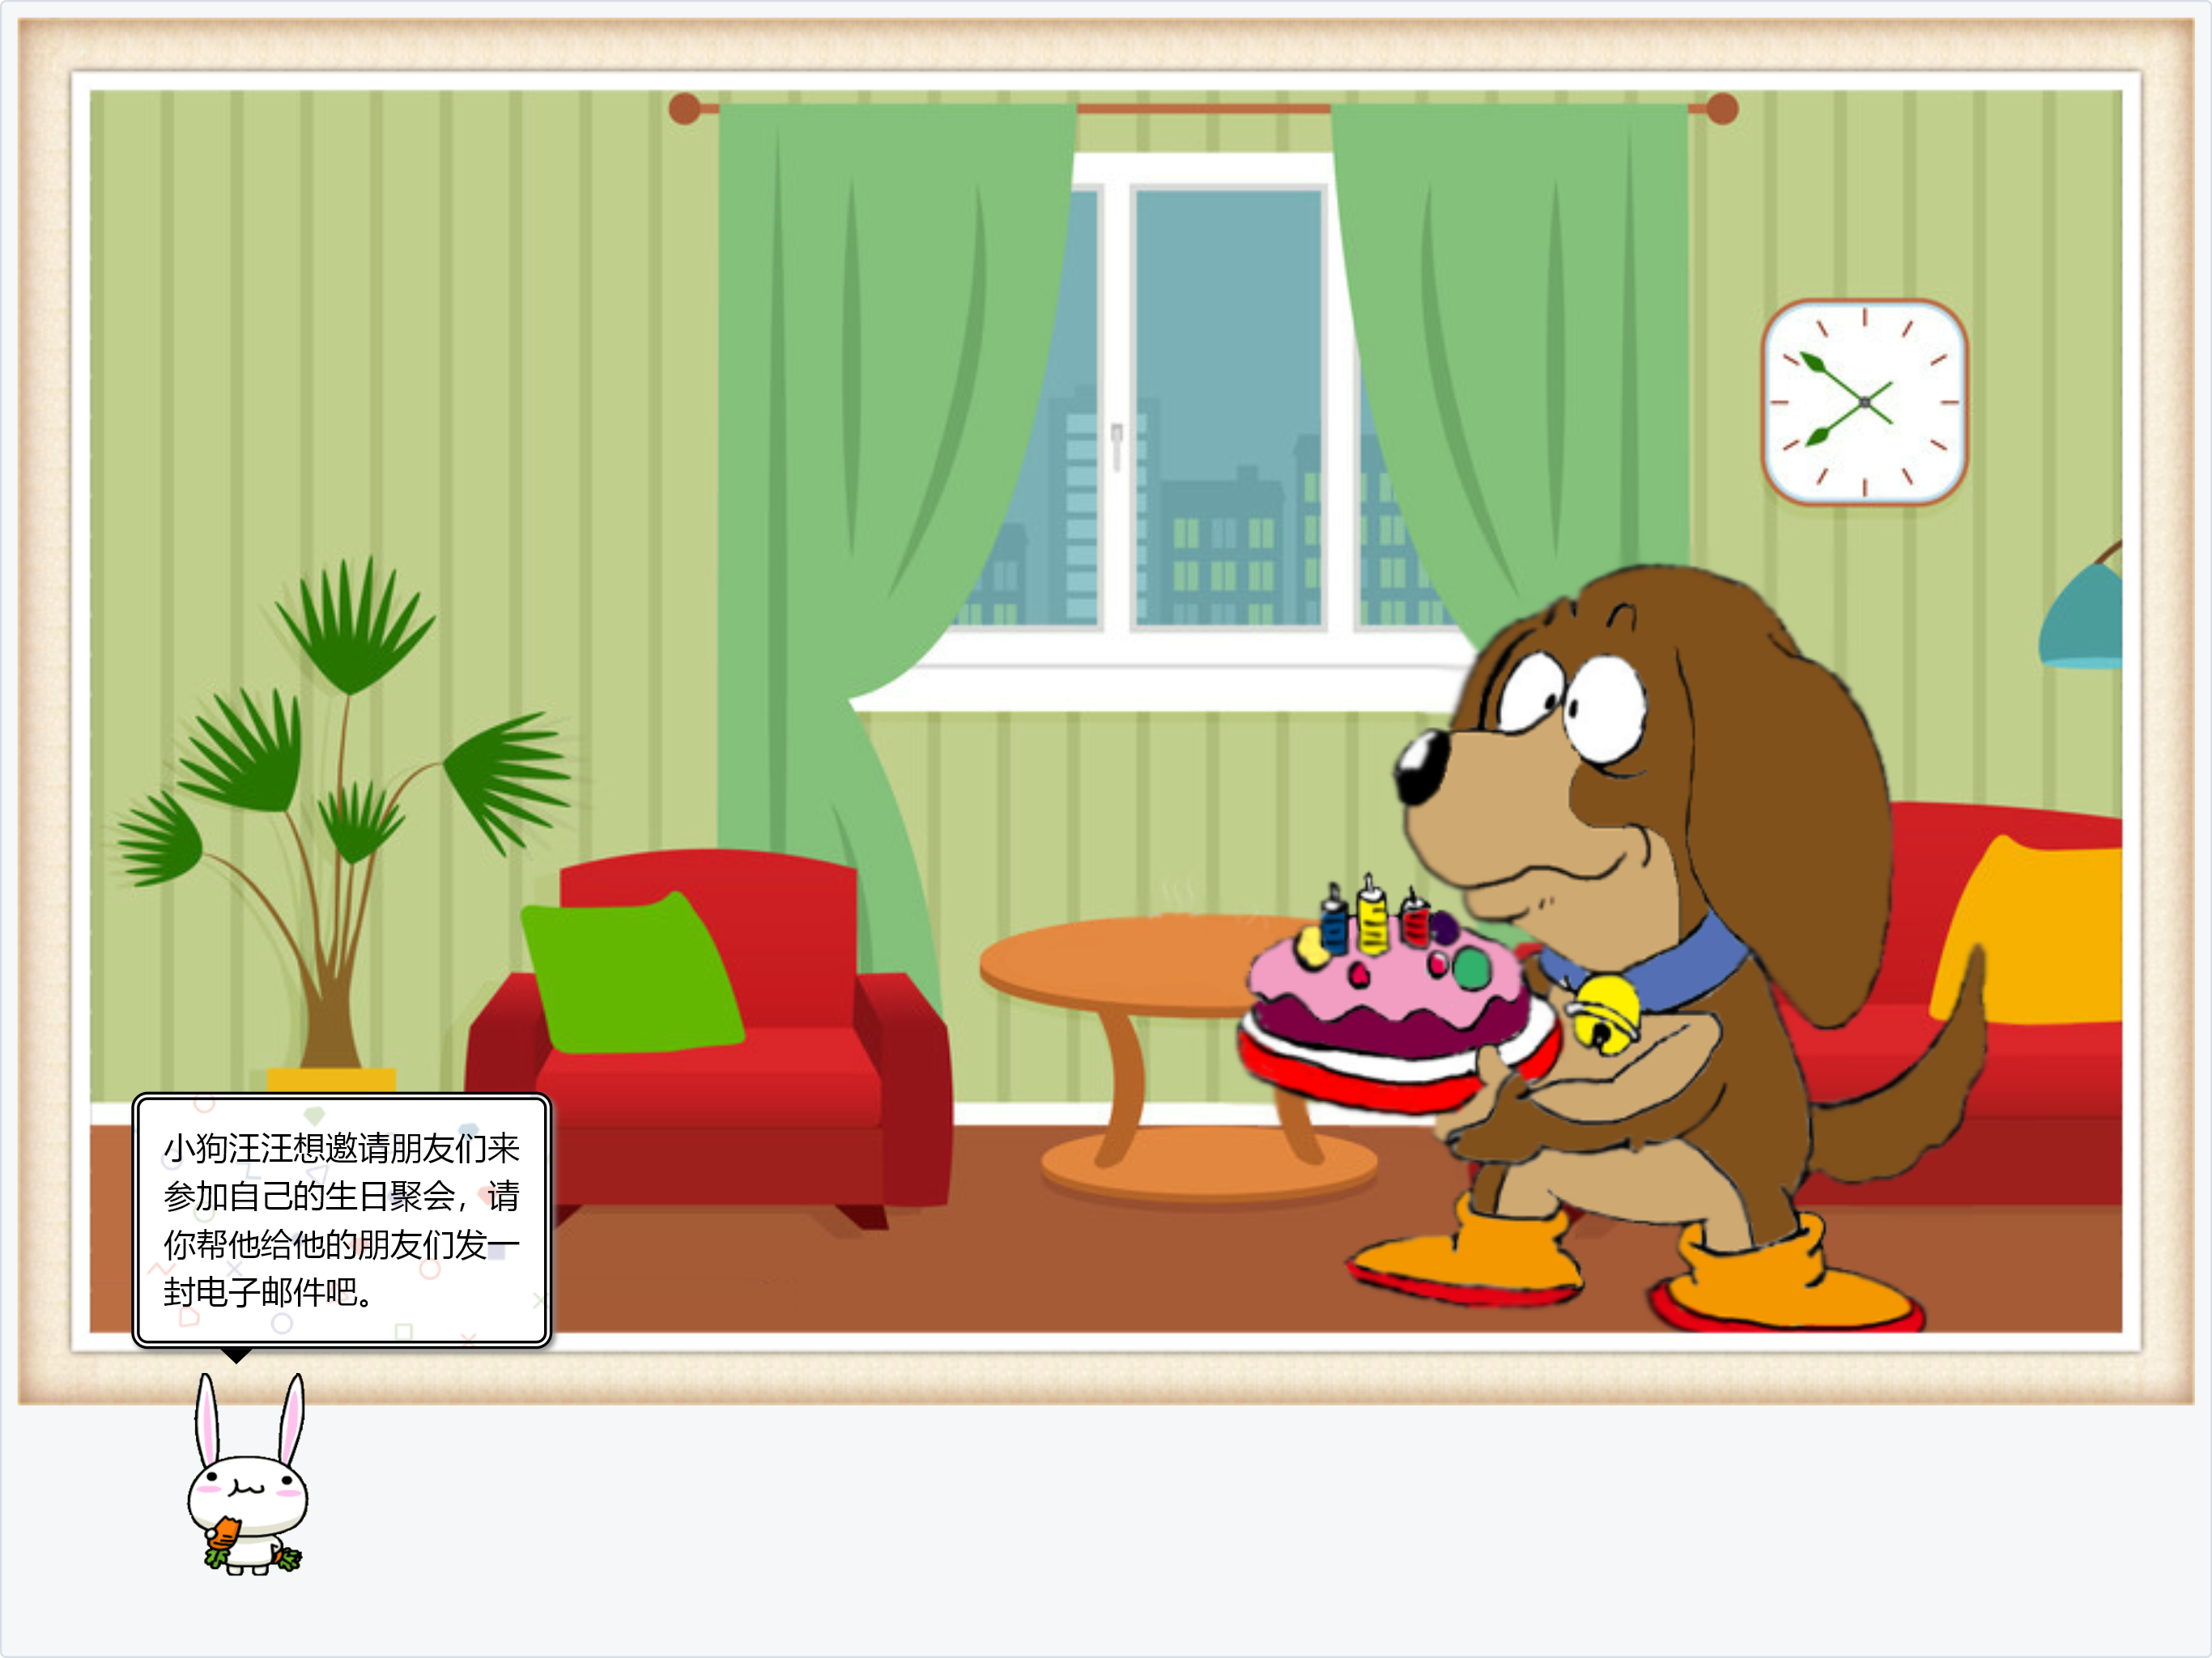 小狗汪汪想邀请朋友们来
参加自己的生日聚会，请
你帮他给他的朋友们发一
封电子邮件吧。